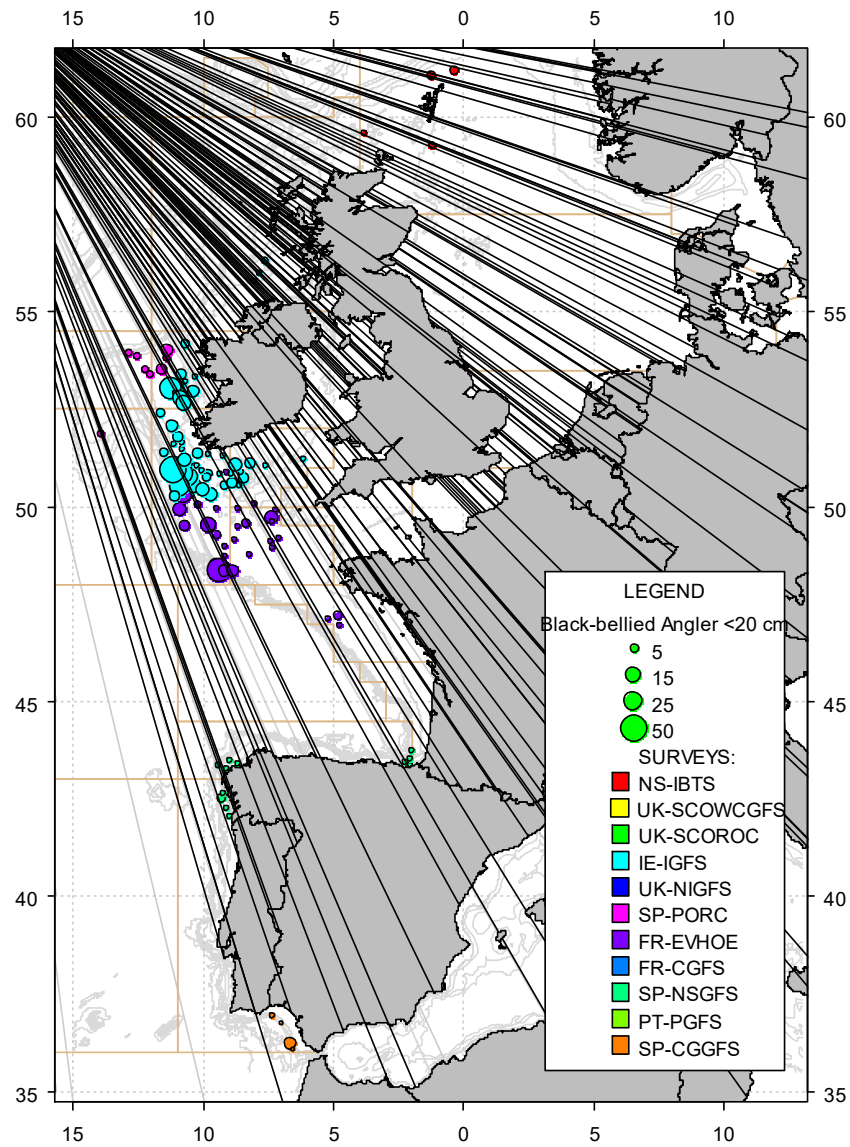 15 10 5 0 5 10
60 60
55 55
50 50
45 45
40 40
35 35
LEGEND
Black-bellied Angler <20 cm
5
15
25
50
SURVEYS:
NS-IBTS
UK-SCOWCGFS
UK-SCOROC
IE-IGFS
UK-NIGFS
SP-PORC
FR-EVHOE
FR-CGFS
SP-NSGFS
PT-PGFS
SP-CGGFS
15 10 5 0 5 10